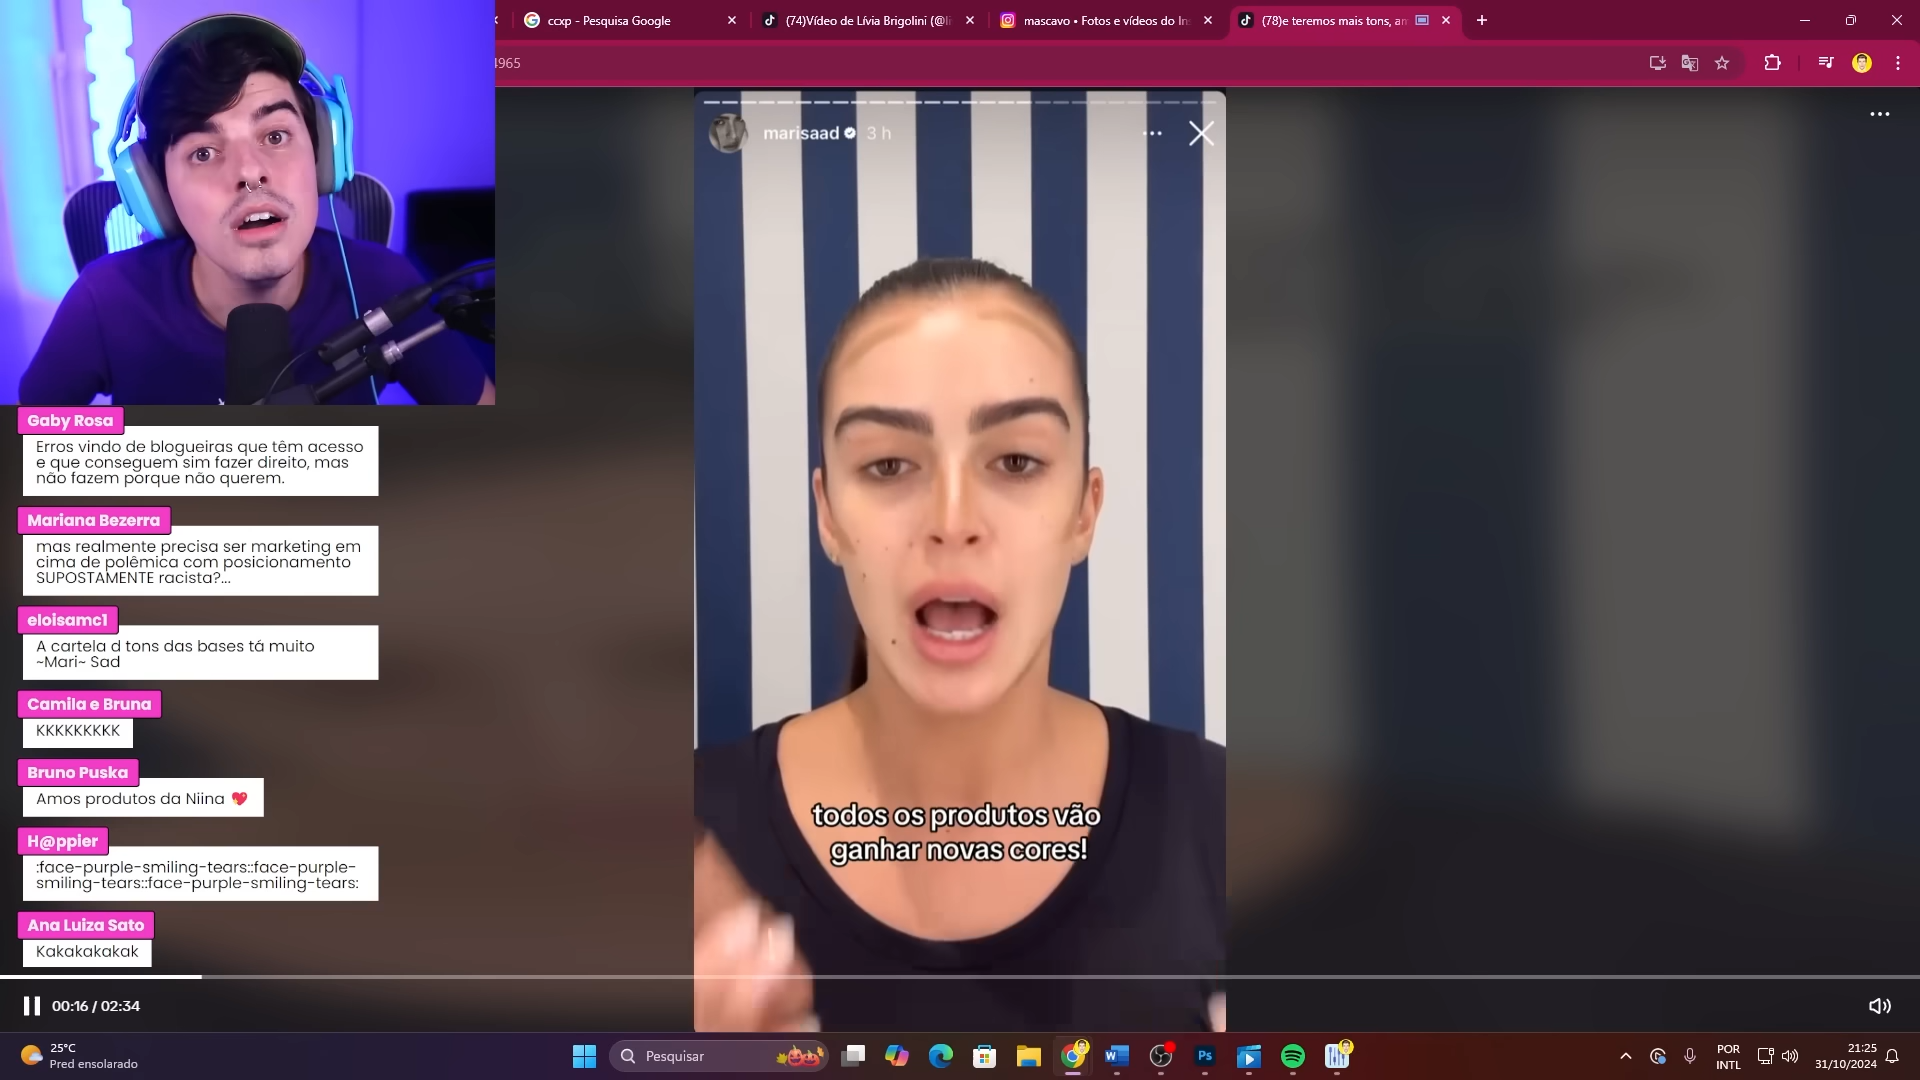 ccxp - Pesquisa Google
(74)Vídeo de Lívia Brigolini (@li
mascavo • Fotos e vídeos do In
(78)e teremos mais tons, am
4965
marisaad 3 h
todos os produtos vão
ganhar novas cores!
Gaby Rosa
Erros vindo de blogueiras que têm acesso
e que conseguem sim fazer direito, mas
não fazem porque não querem.
Mariana Bezerra
mas realmente precisa ser marketing em
cima de polêmica com posicionamento
SUPOSTAMENTE racista?...
eloisamc1
A cartela d tons das bases tá muito
~Mari~ Sad
Camila e Bruna
KKKKKKKKK
Bruno Puska
Amos produtos da Niina 💖
H@ppier
:face-purple-smiling-tears::face-purple-
smiling-tears::face-purple-smiling-tears:
Ana Luiza Sato
Kakakakakak
00:16 / 02:34
25°C
Pred ensolarado
Pesquisar
POR
INTL
21:25
31/10/2024